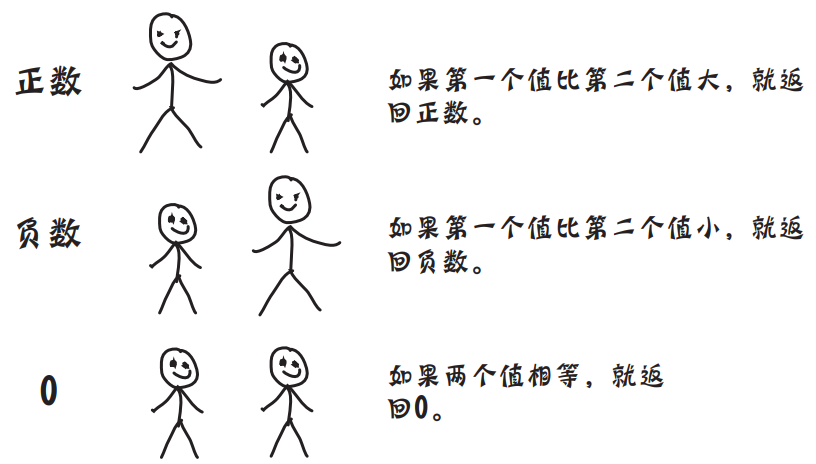 正数
如果第一个值比第二个值大，就返
回正数。
负数
如果第一个值比第二个值小，就返
回负数。
0
如果两个值相等，就返
回0。